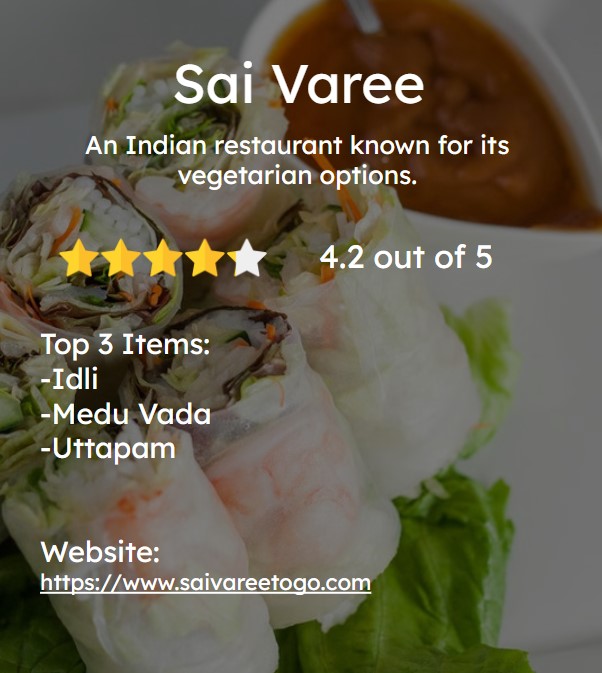 Sai Varee
An Indian restaurant known for its
vegetarian options.
4.2 out of 5
Top 3 Items:
-Idli
-Medu Vada
-Uttapam
Website:
https://www.saivareetogo.com